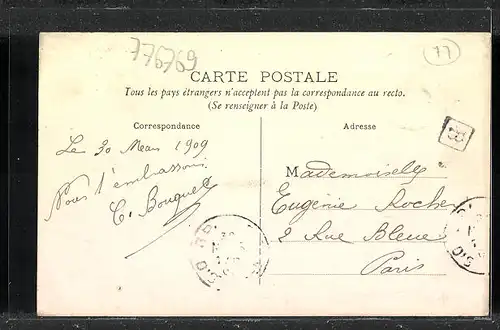 776769
77
CARTE POSTALE
Tous les pays étrangers n'acceptent pas la correspondance au recto.
(Se renseigner à la Poste)
Correspondance
Adresse
Le 30 Mars 1909
Nous t'embrassons
C. Bouquet
Mademoiselle
Eugénie Rocher
2 Rue Bleue
Paris